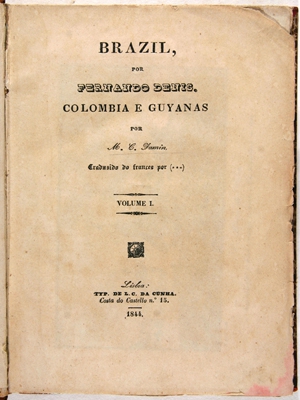 BRAZIL,
POR
FERNANDO DENIS.
COLOMBIA E GUYANAS
POR
M. C. Famin.
Traduzido do francez por (***)
VOLUME I.
Lisboa:
TYP. DE L. C. DA CUNHA.
Costa do Castello n.º 15.
1844.